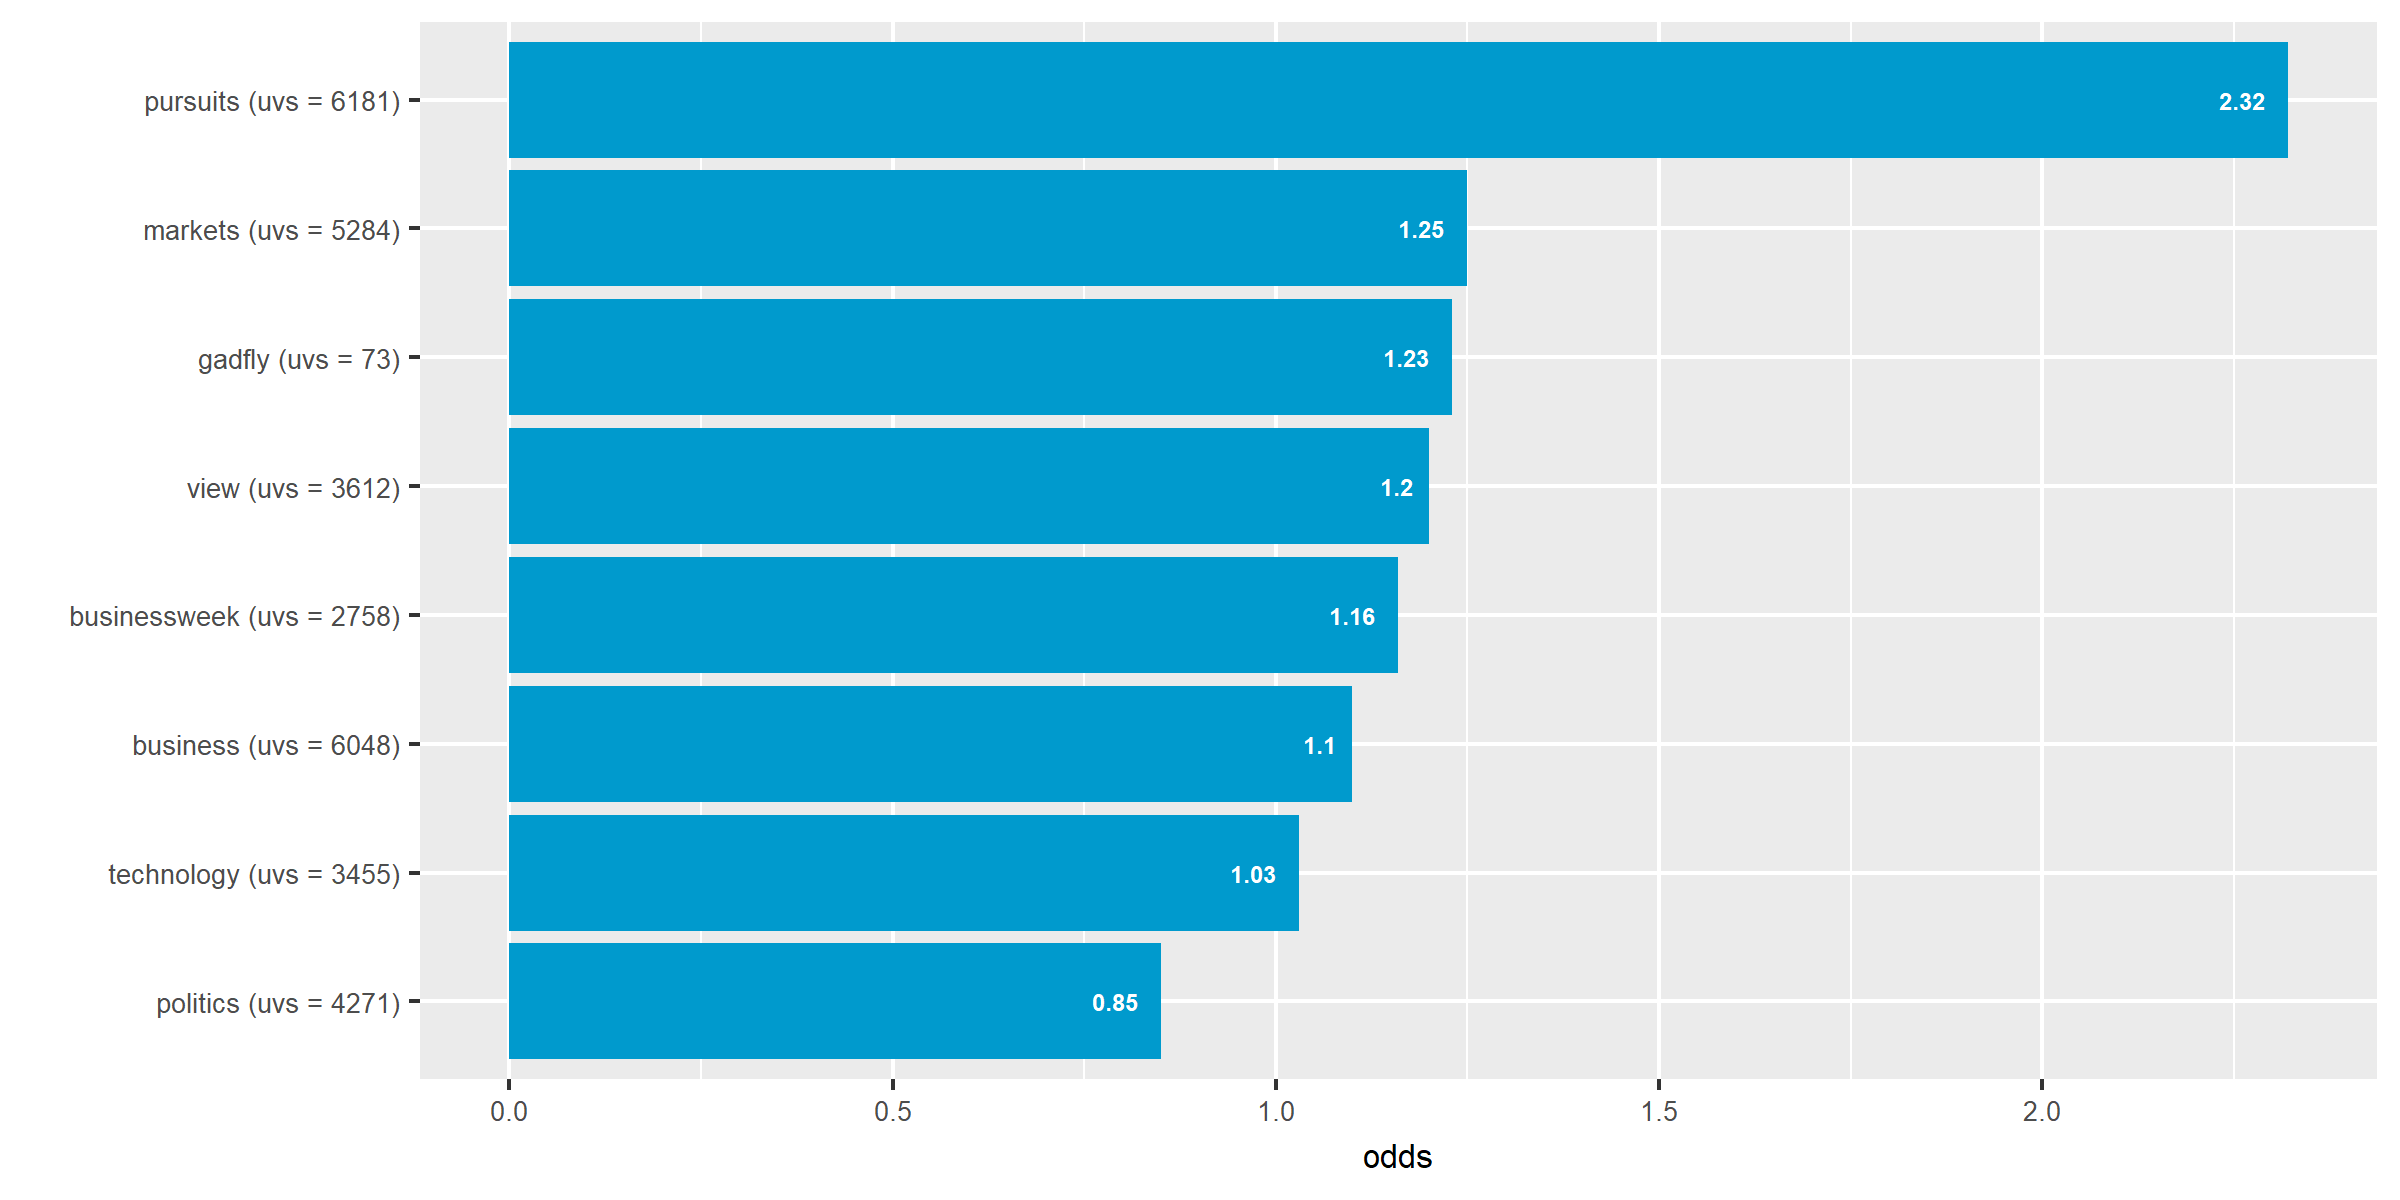 pursuits (uvs = 6181) 2.32
markets (uvs = 5284) 1.25
gadfly (uvs = 73) 1.23
view (uvs = 3612) 1.2
businessweek (uvs = 2758) 1.16
business (uvs = 6048) 1.1
technology (uvs = 3455) 1.03
politics (uvs = 4271) 0.85
0.0 0.5 1.0 1.5 2.0
odds